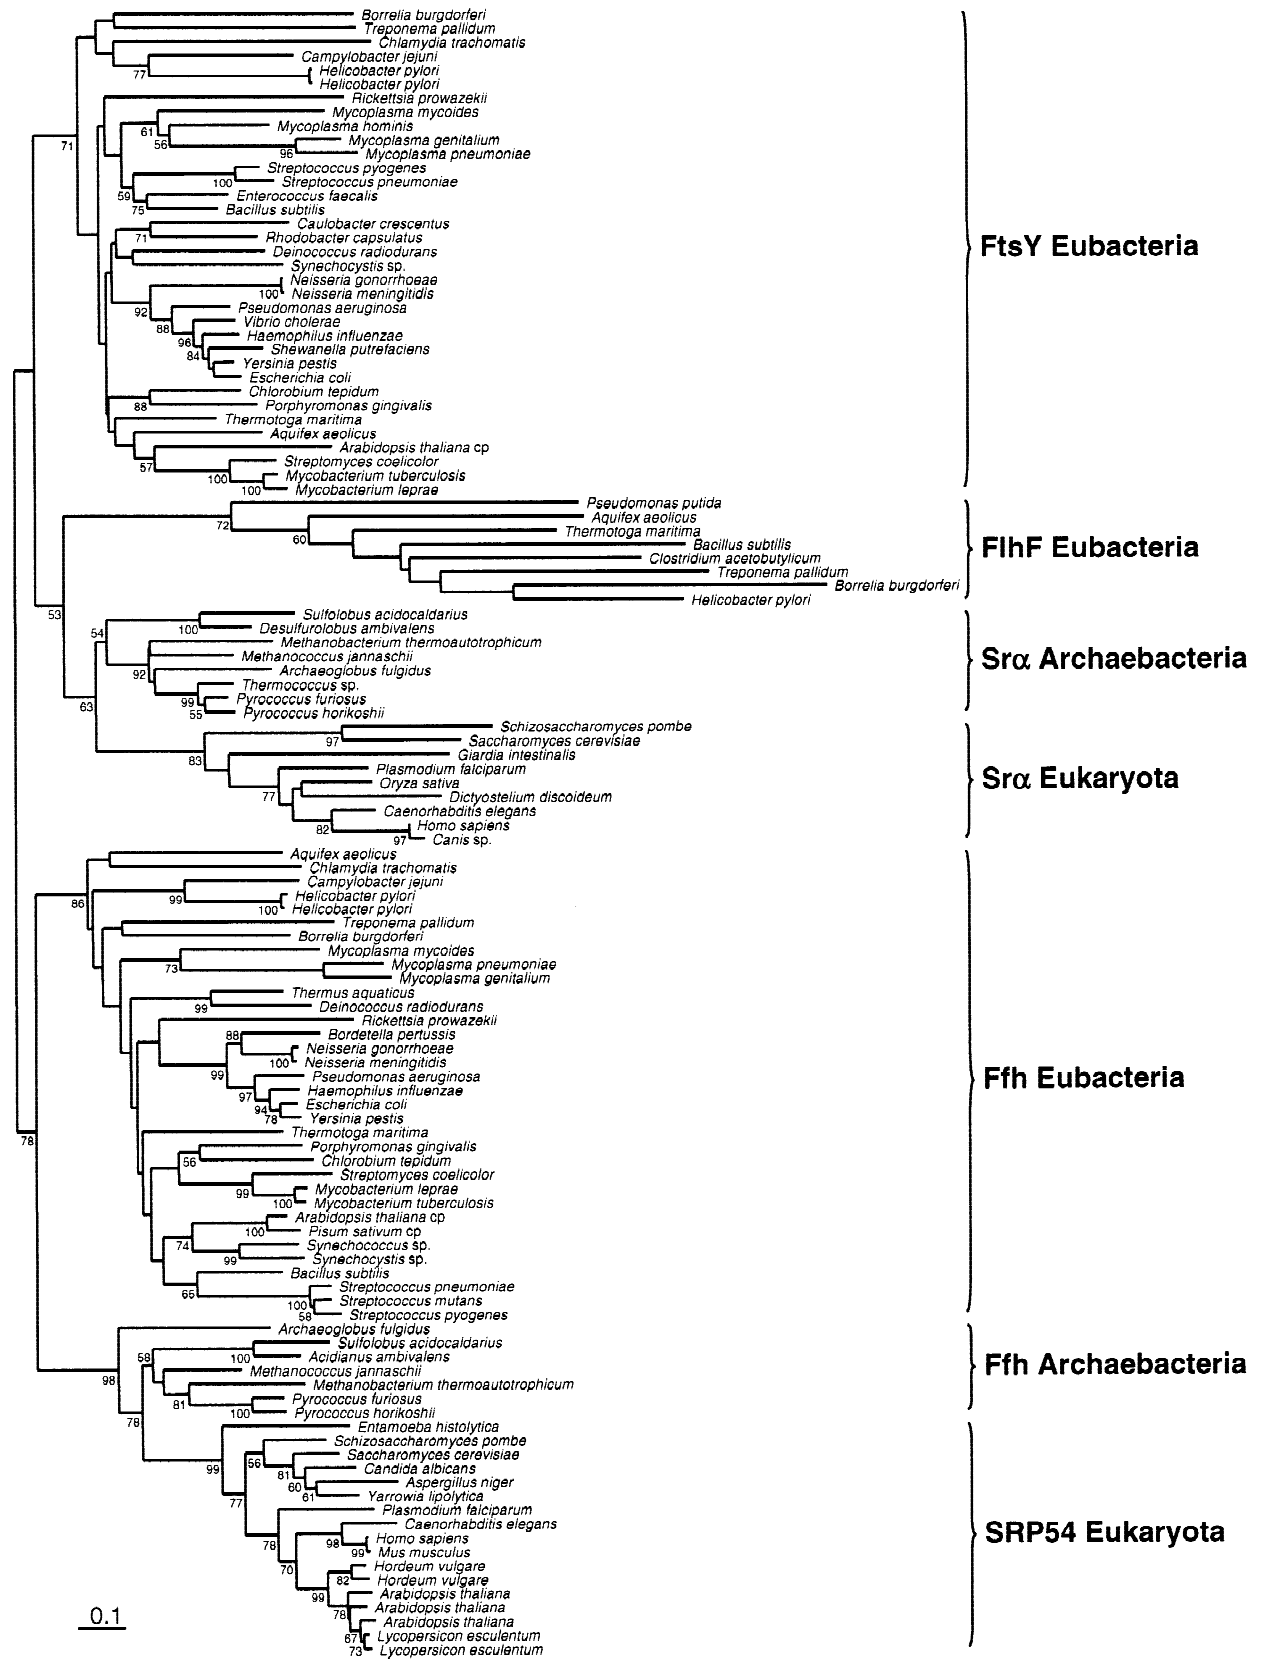 Borrelia burgdorferi
Treponema pallidum
Chlamydia trachomatis
Campylobacter jejuni
77
Helicobacter pylori
Helicobacter pylori
Rickettsia prowazekii
Mycoplasma mycoides
61
Mycoplasma hominis
71
56
Mycoplasma genitalium
96
Mycoplasma pneumoniae
Streptococcus pyogenes
100
Streptococcus pneumoniae
59
Enterococcus faecalis
75
Bacillus subtilis
Caulobacter crescentus
71
Rhodobacter capsulatus
FtsY Eubacteria
Deinococcus radiodurans
Synechocystis sp.
Neisseria gonorrhoeae
100
Neisseria meningitidis
92
Pseudomonas aeruginosa
88
Vibrio cholerae
96
Haemophilus influenzae
84
Shewanella putrefaciens
Yersinia pestis
Escherichia coli
Chlorobium tepidum
88
Porphyromonas gingivalis
Thermotoga maritima
Aquifex aeolicus
Arabidopsis thaliana cp
57
Streptomyces coelicolor
100
Mycobacterium tuberculosis
100
Mycobacterium leprae
Pseudomonas putida
72
Aquifex aeolicus
60
Thermotoga maritima
Bacillus subtilis
FlhF Eubacteria
Clostridium acetobutylicum
Treponema pallidum
Borrelia burgdorferi
Helicobacter pylori
53
Sulfolobus acidocaldarius
54
100
Desulfurolobus ambivalens
Methanobacterium thermoautotrophicum
Methanococcus jannaschii
Srα Archaebacteria
92
Archaeoglobus fulgidus
Thermococcus sp.
99
Pyrococcus furiosus
63
55
Pyrococcus horikoshii
Schizosaccharomyces pombe
97
Saccharomyces cerevisiae
83
Giardia intestinalis
Plasmodium falciparum
Srα Eukaryota
77
Oryza sativa
Dictyostelium discoideum
Caenorhabditis elegans
82
Homo sapiens
97
Canis sp.
Aquifex aeolicus
Chlamydia trachomatis
Campylobacter jejuni
86
99
Helicobacter pylori
100
Helicobacter pylori
Treponema pallidum
Borrelia burgdorferi
Mycoplasma mycoides
73
Mycoplasma pneumoniae
Mycoplasma genitalium
Thermus aquaticus
99
Deinococcus radiodurans
Rickettsia prowazekii
88
Bordetella pertussis
Neisseria gonorrhoeae
100
Neisseria meningitidis
99
Pseudomonas aeruginosa
Ffh Eubacteria
97
Haemophilus influenzae
94
Escherichia coli
78
Yersinia pestis
78
Thermotoga maritima
Porphyromonas gingivalis
56
Chlorobium tepidum
Streptomyces coelicolor
99
Mycobacterium leprae
100
Mycobacterium tuberculosis
Arabidopsis thaliana cp
100
Pisum sativum cp
74
Synechococcus sp.
99
Synechocystis sp.
Bacillus subtilis
65
Streptococcus pneumoniae
100
Streptococcus mutans
58
Streptococcus pyogenes
Archaeoglobus fulgidus
Sulfolobus acidocaldarius
58
100
Acidianus ambivalens
Ffh Archaebacteria
Methanococcus jannaschii
98
Methanobacterium thermoautotrophicum
81
Pyrococcus furiosus
100
Pyrococcus horikoshii
78
Entamoeba histolytica
Schizosaccharomyces pombe
99
56
Saccharomyces cerevisiae
81
Candida albicans
60
Aspergillus niger
77
61
Yarrowia lipolytica
Plasmodium falciparum
Caenorhabditis elegans
SRP54 Eukaryota
78
98
Homo sapiens
99
Mus musculus
70
Hordeum vulgare
82
Hordeum vulgare
99
Arabidopsis thaliana
78
Arabidopsis thaliana
0.1
Arabidopsis thaliana
67
Lycopersicon esculentum
73
Lycopersicon esculentum